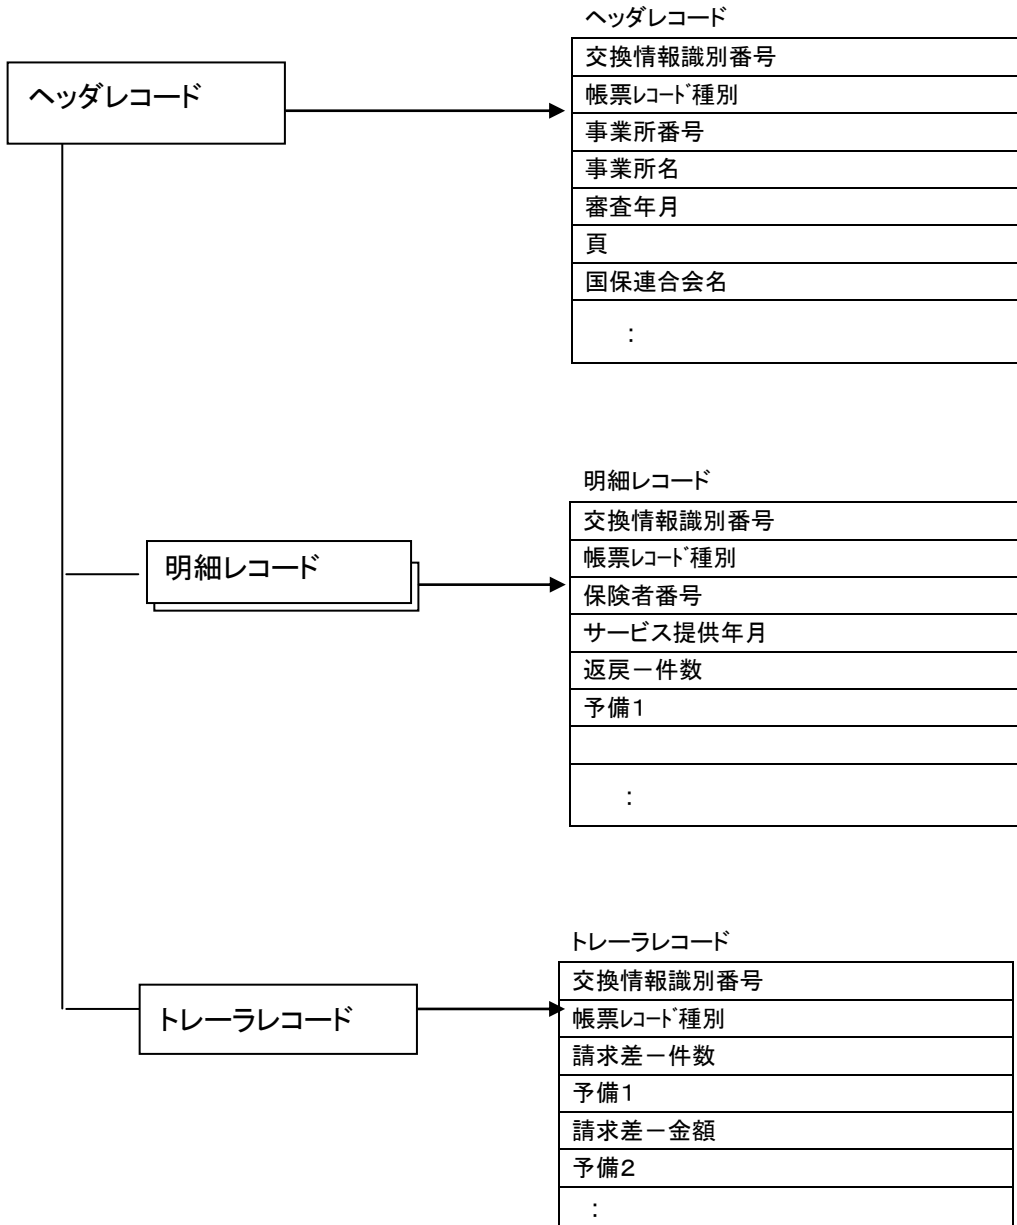 ヘッダレコード
ヘッダレコード
交換情報識別番号
帳票ﾚｺｰﾄﾞ種別
事業所番号
事業所名
審査年月
頁
国保連合会名
：
明細レコード
明細レコード
交換情報識別番号
帳票ﾚｺｰﾄﾞ種別
保険者番号
サービス提供年月
返戻－件数
予備１
：
トレーラレコード
トレーラレコード
交換情報識別番号
帳票ﾚｺｰﾄﾞ種別
請求差－件数
予備１
請求差－金額
予備２
：